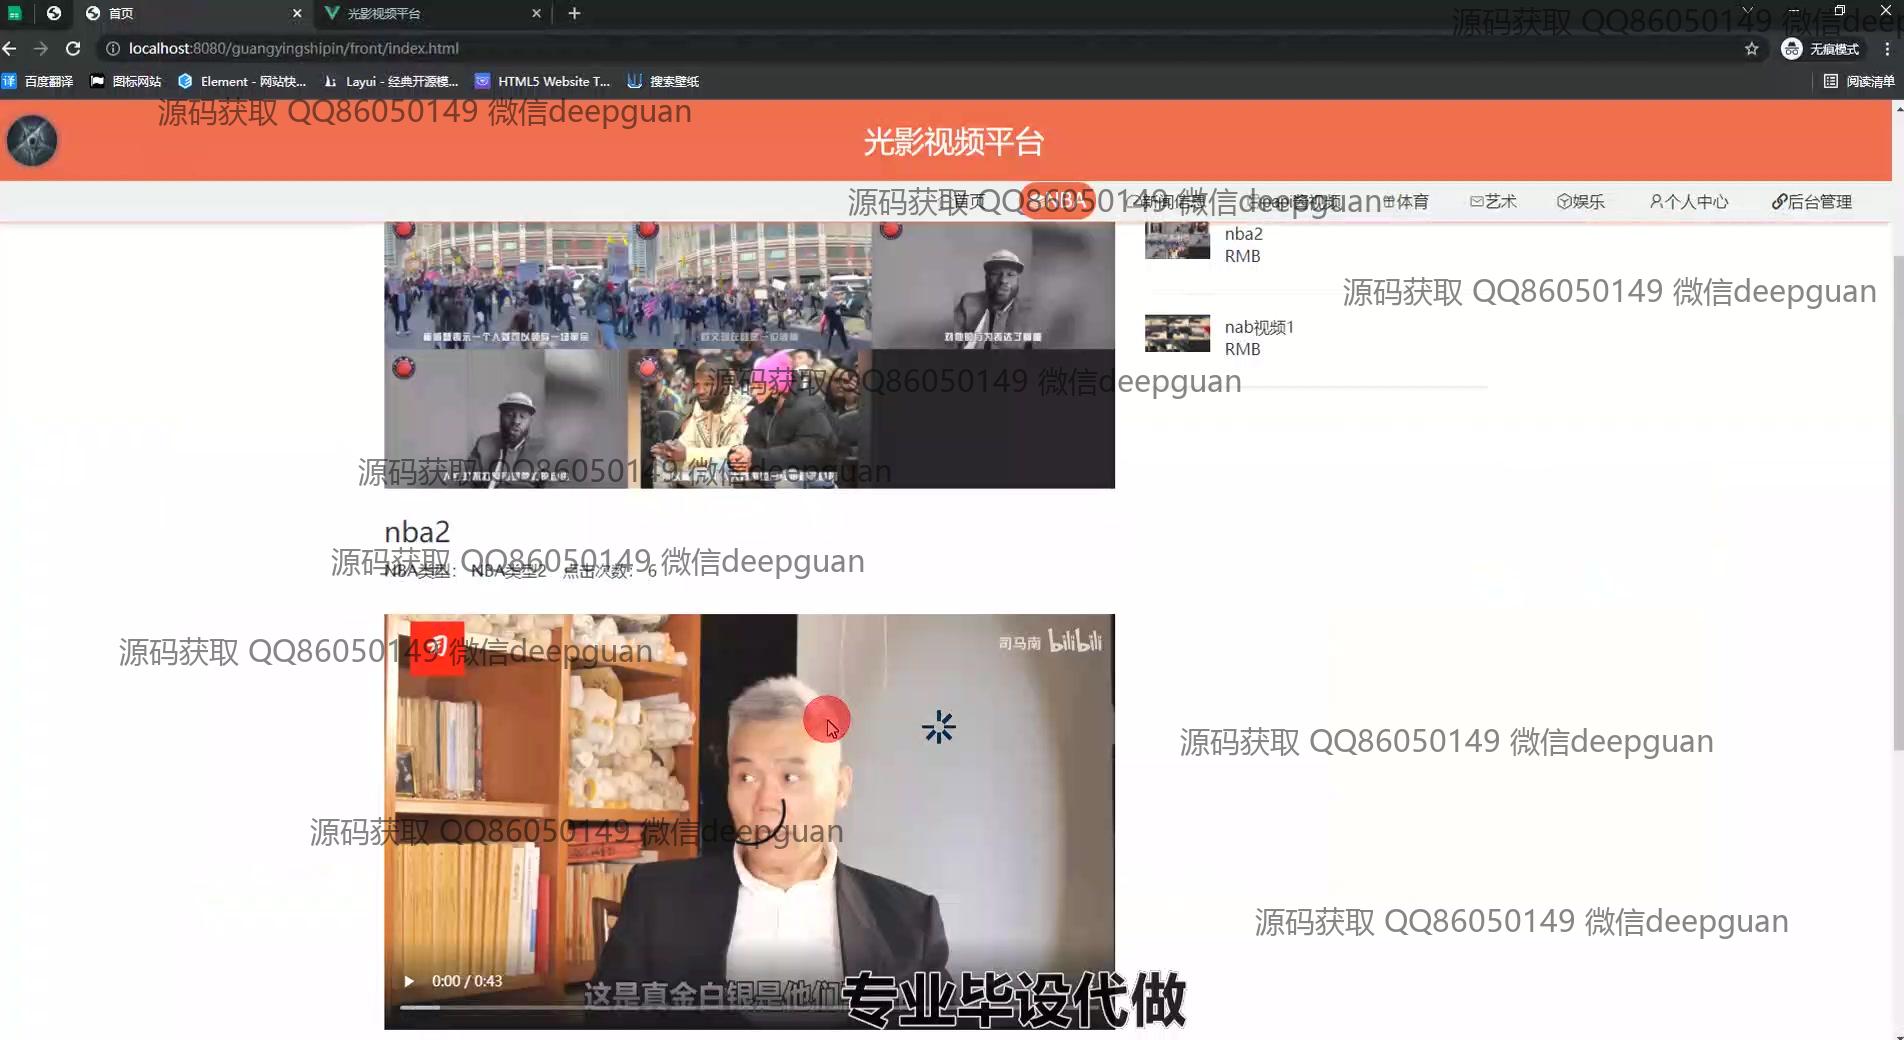 首页
光影视频平台
localhost:8080/guangyingshipin/front/index.html
无痕模式
译 百度翻译
图标网站
Element - 网站快...
Layui - 经典开源模...
HTML5 Website T...
搜索壁纸
阅读清单
源码获取 QQ86050149 微信deep
源码获取 QQ86050149 微信deepguan
光影视频平台
首页
NBA
新闻信息
papi酱视频
体育
艺术
娱乐
个人中心
后台管理
源码获取 QQ86050149 微信deepguan
nba2
RMB
源码获取 QQ86050149 微信deepguan
nab视频1
RMB
源码获取 QQ86050149 微信deepguan
源码获取 QQ86050149 微信deepguan
nba2
源码获取 QQ86050149 微信deepguan
NBA类型： NBA类型2 点击次数： 6
司马南 bilibili
源码获取 QQ86050149 微信deepguan
源码获取 QQ86050149 微信deepguan
源码获取 QQ86050149 微信deepguan
源码获取 QQ86050149 微信deepguan
0:00 / 0:43
这是真金白银是他们
专业毕设代做